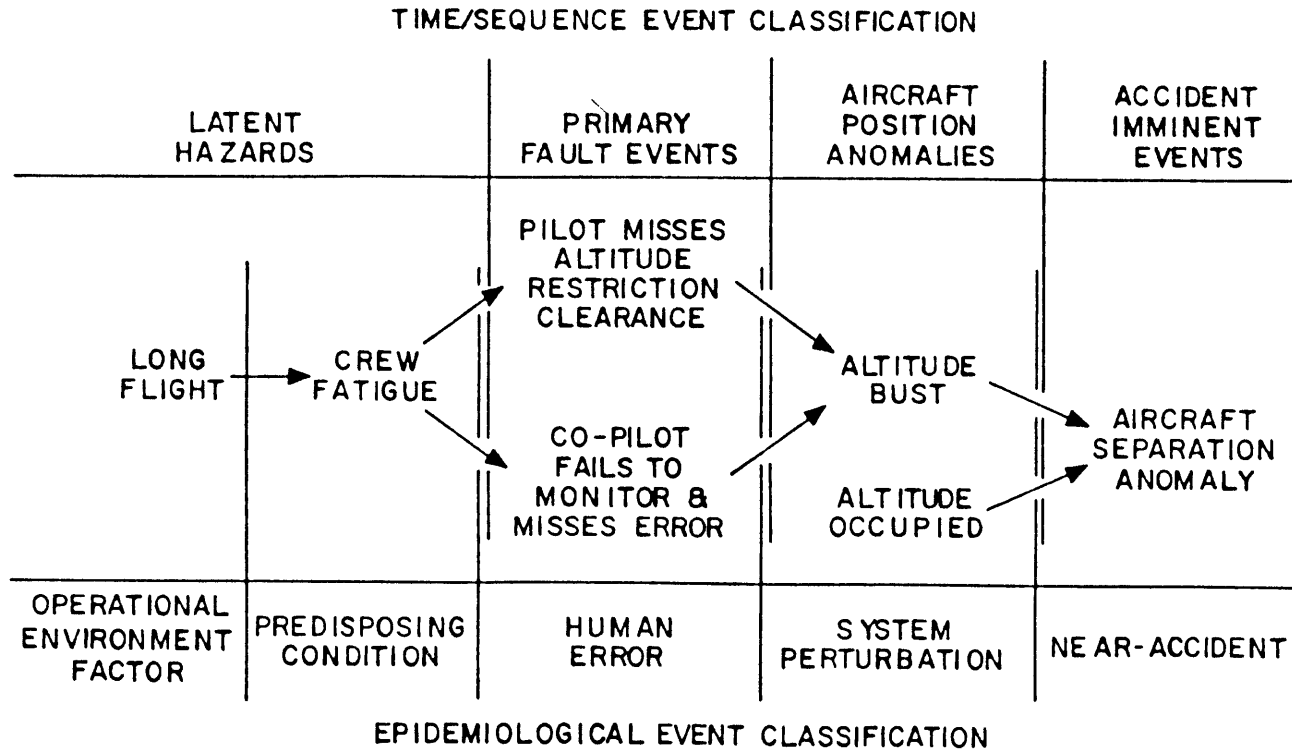 TIME/SEQUENCE EVENT CLASSIFICATION
LATENT
HAZARDS
PRIMARY
FAULT EVENTS
AIRCRAFT
POSITION
ANOMALIES
ACCIDENT
IMMINENT
EVENTS
LONG
FLIGHT
CREW
FATIGUE
PILOT MISSES
ALTITUDE
RESTRICTION
CLEARANCE
CO-PILOT
FAILS TO
MONITOR &
MISSES ERROR
ALTITUDE
BUST
ALTITUDE
OCCUPIED
AIRCRAFT
SEPARATION
ANOMALY
OPERATIONAL
ENVIRONMENT
FACTOR
PREDISPOSING
CONDITION
HUMAN
ERROR
SYSTEM
PERTURBATION
NEAR-ACCIDENT
EPIDEMIOLOGICAL EVENT CLASSIFICATION